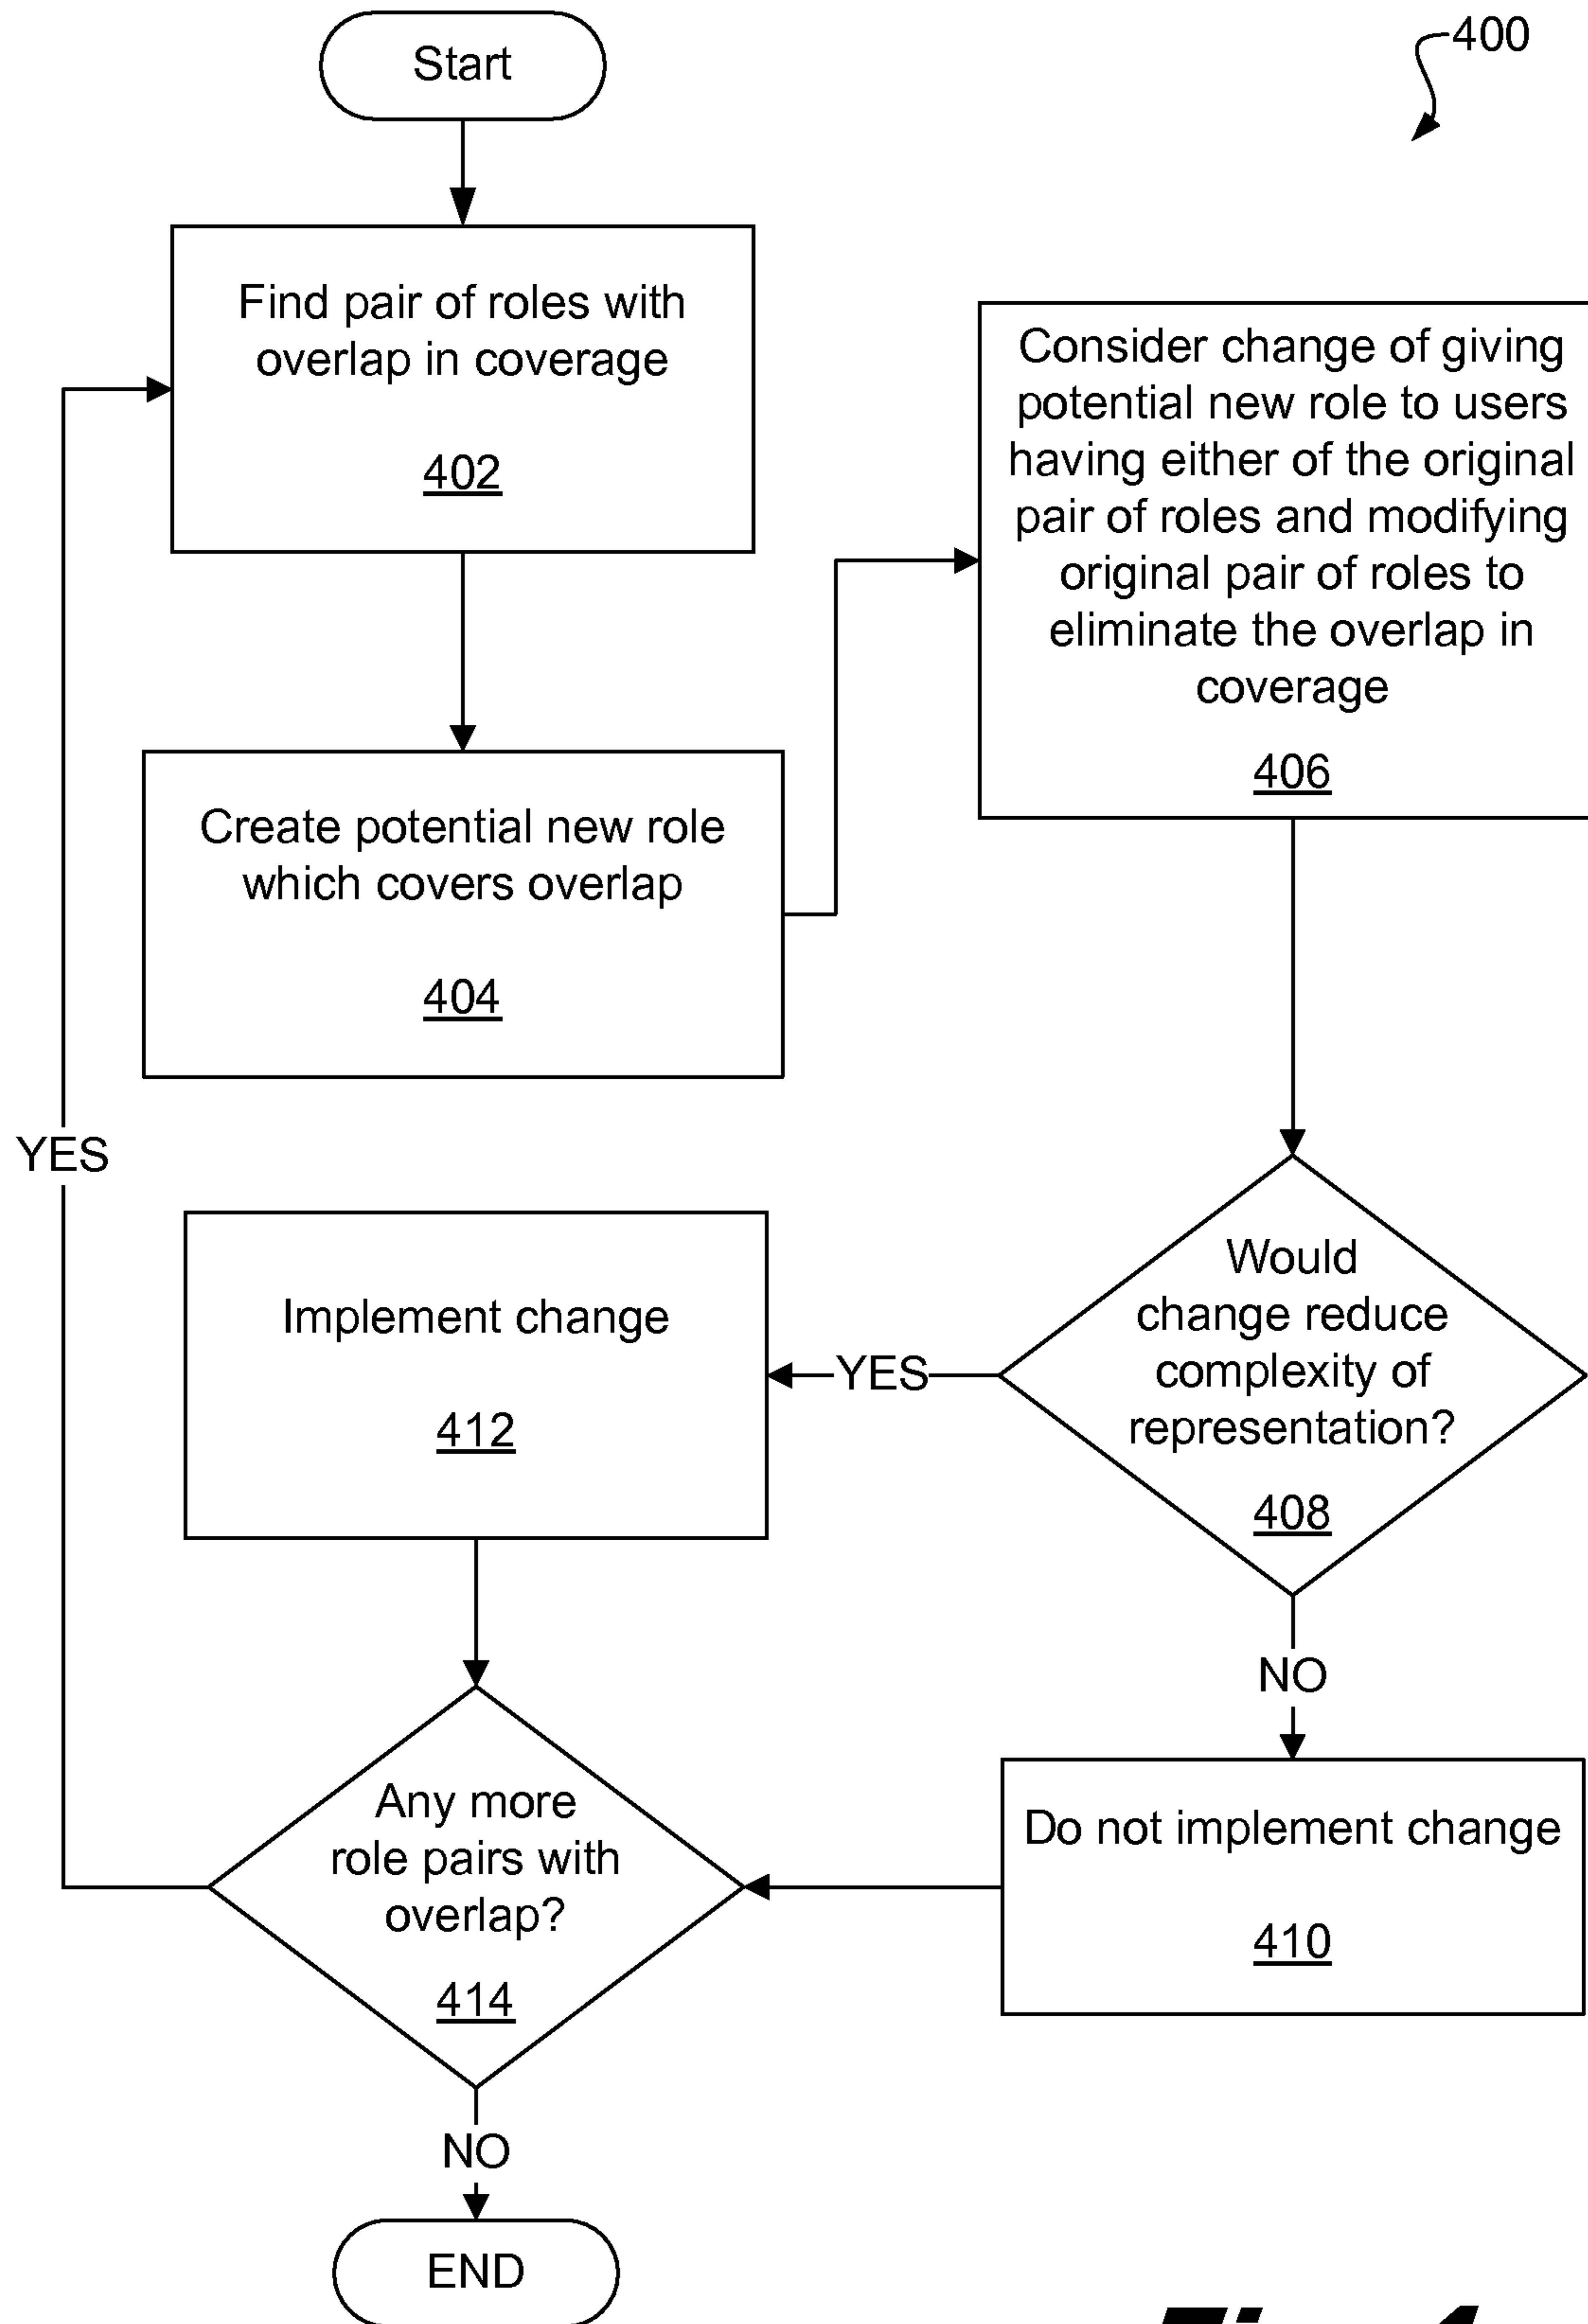 Start
400
Find pair of roles with
overlap in coverage
402
Consider change of giving
potential new role to users
having either of the original
pair of roles and modifying
original pair of roles to
eliminate the overlap in
coverage
406
Create potential new role
which covers overlap
404
YES
Would
change reduce
complexity of
representation?
408
YES
Implement change
412
NO
Do not implement change
410
Any more
role pairs with
overlap?
414
NO
END